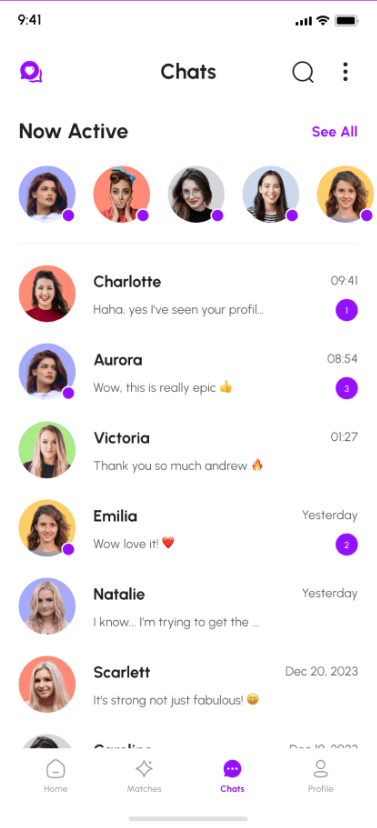 9:41
Chats
Now Active
See All
Charlotte
09:41
Haha, yes I've seen your profil...
1
Aurora
08:54
Wow, this is really epic 👍
3
Victoria
01:27
Thank you so much andrew 🔥
Emilia
Yesterday
Wow love it! ❤️
2
Natalie
Yesterday
I know... I'm trying to get the ...
Scarlett
Dec 20, 2023
It's strong not just fabulous! 😁
Home
Matches
Chats
Profile